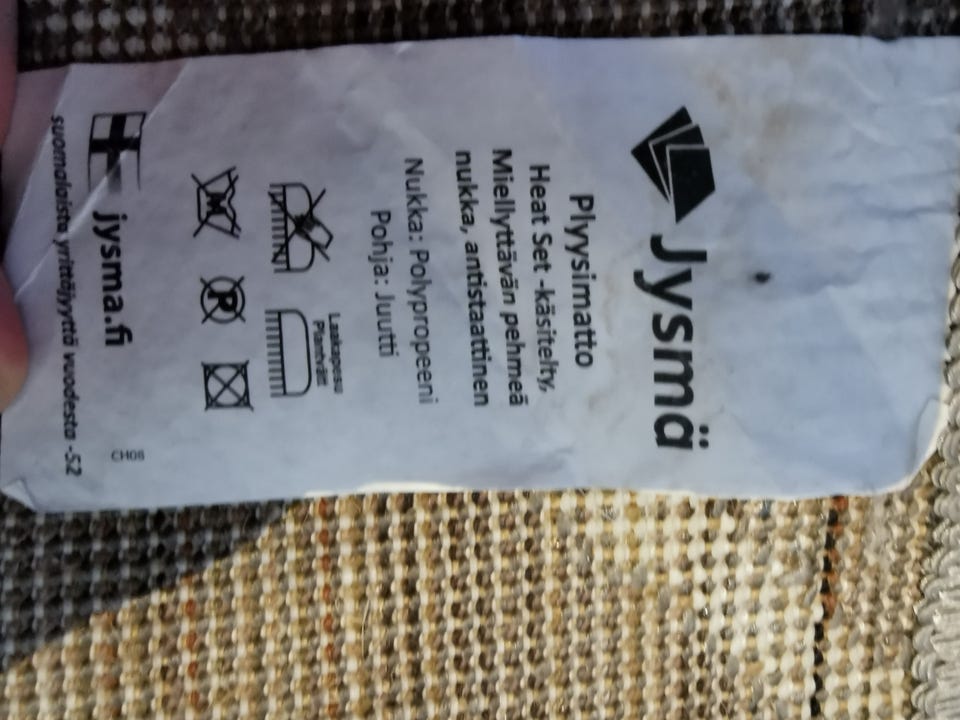 Jysmä
Plyysimatto
Heat Set -käsitelty,
Miellyttävän pehmeä
nukka, antistaattinen
Nukka: Polypropeeni
Pohja: Juutti
Laakapesu
Plantvätt
P
jysma.fi
CH08
suomalaista yrittäjyyttä vuodesta -52